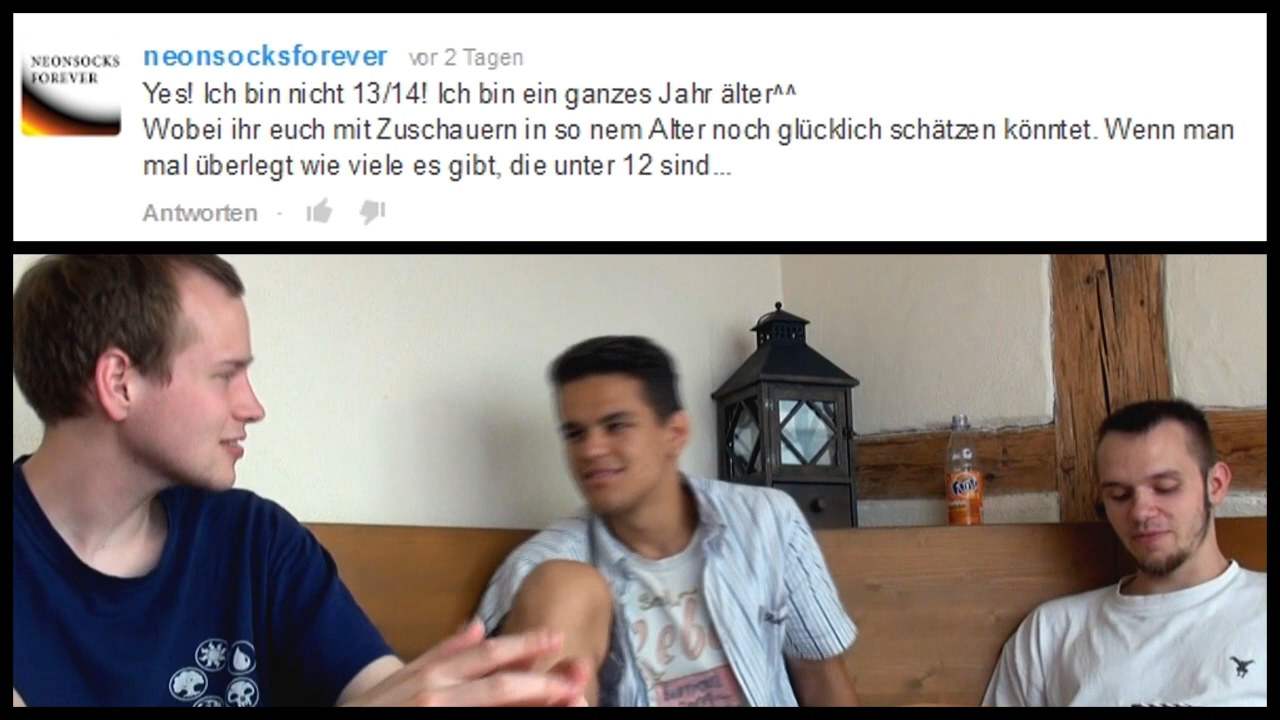 NEONSOCKS
FOREVER
neonsocksforever vor 2 Tagen
Yes! Ich bin nicht 13/14! Ich bin ein ganzes Jahr älter^^
Wobei ihr euch mit Zuschauern in so nem Alter noch glücklich schätzen könntet. Wenn man
mal überlegt wie viele es gibt, die unter 12 sind...
Antworten ·
Fanta